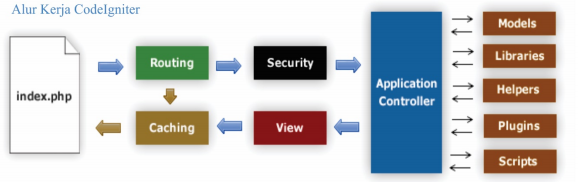 Alur Kerja CodeIgniter
index.php
Routing
Security
Caching
View
Application
Controller
Models
Libraries
Helpers
Plugins
Scripts